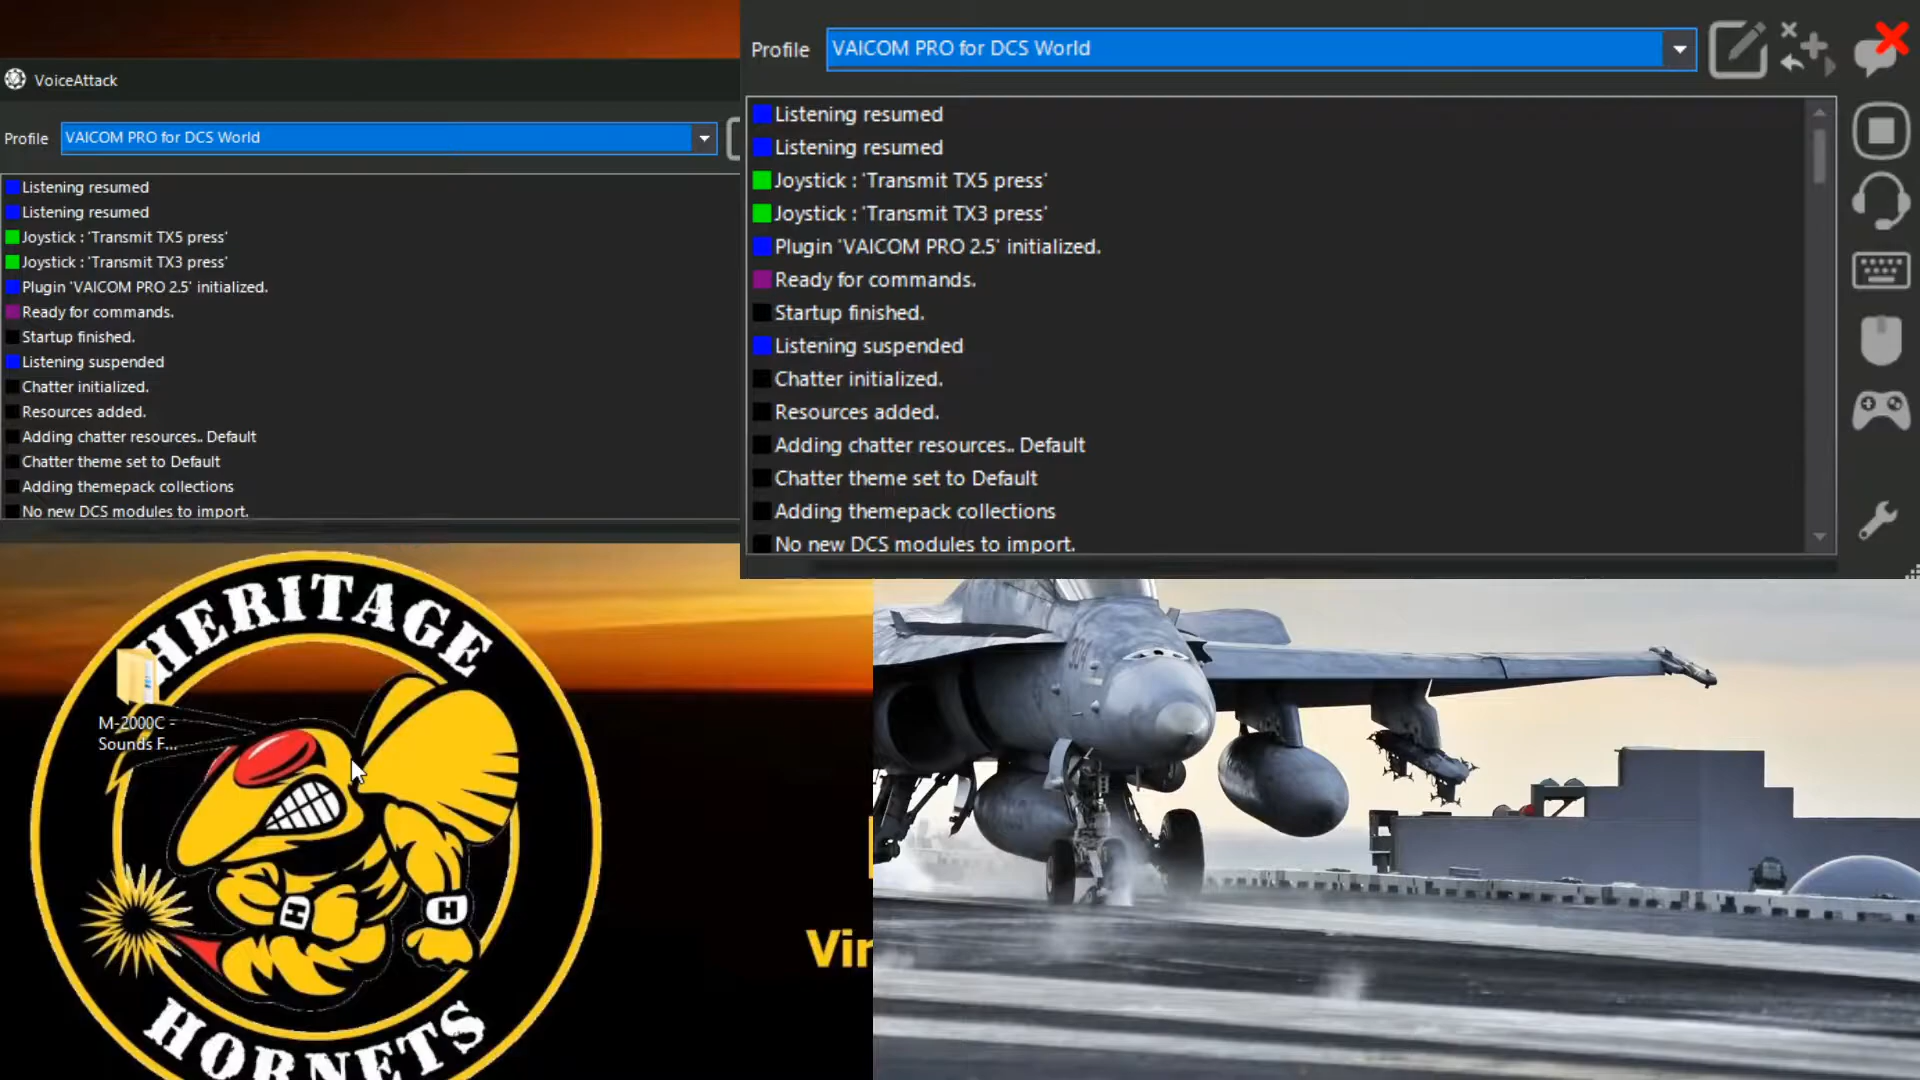 VoiceAttack
Profile VAICOM PRO for DCS World
Listening resumed
Listening resumed
Joystick : 'Transmit TX5 press'
Joystick : 'Transmit TX3 press'
Plugin 'VAICOM PRO 2.5' initialized.
Ready for commands.
Startup finished.
Listening suspended
Chatter initialized.
Resources added.
Adding chatter resources.. Default
Chatter theme set to Default
Adding themepack collections
No new DCS modules to import.
Profile VAICOM PRO for DCS World
Listening resumed
Listening resumed
Joystick : 'Transmit TX5 press'
Joystick : 'Transmit TX3 press'
Plugin 'VAICOM PRO 2.5' initialized.
Ready for commands.
Startup finished.
Listening suspended
Chatter initialized.
Resources added.
Adding chatter resources.. Default
Chatter theme set to Default
Adding themepack collections
No new DCS modules to import.
HERITAGE
M-2000C -
Sounds F...
H H
HORNETS
Vir